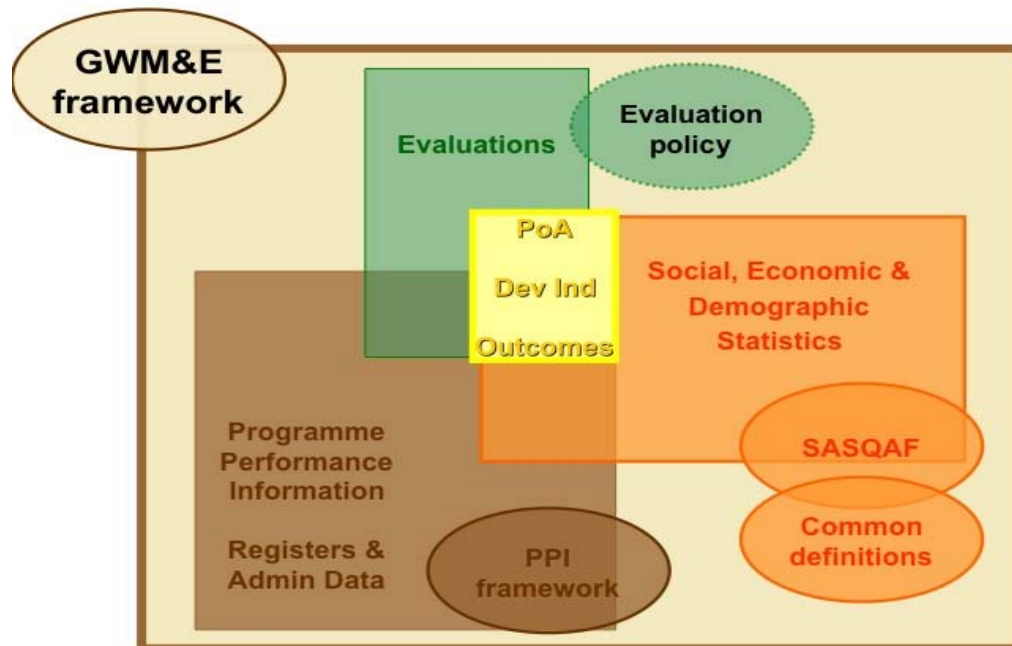 GWM&E
framework
Evaluations
Evaluation
policy
PoA
Dev Ind
Outcomes
Social, Economic &
Demographic
Statistics
SASQAF
Common
definitions
Programme
Performance
Information
Registers &
Admin Data
PPI
framework